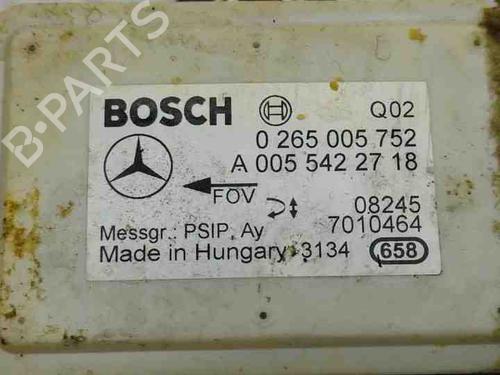 B-PARTS
BOSCH
Q02
0 265 005 752
A 005 542 27 18
FOV
08245
7010464
Messgr.: PSIP, Ay
Made in Hungary 3134
658